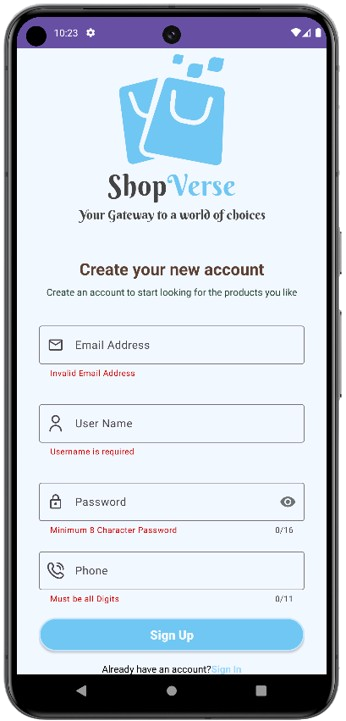 10:23
ShopVerse
Your Gateway to a world of choices
Create your new account
Create an account to start looking for the products you like
Email Address
Invalid Email Address
User Name
Username is required
Password
Minimum 8 Character Password 0/16
Phone
Must be all Digits 0/11
Sign Up
Already have an account?Sign In